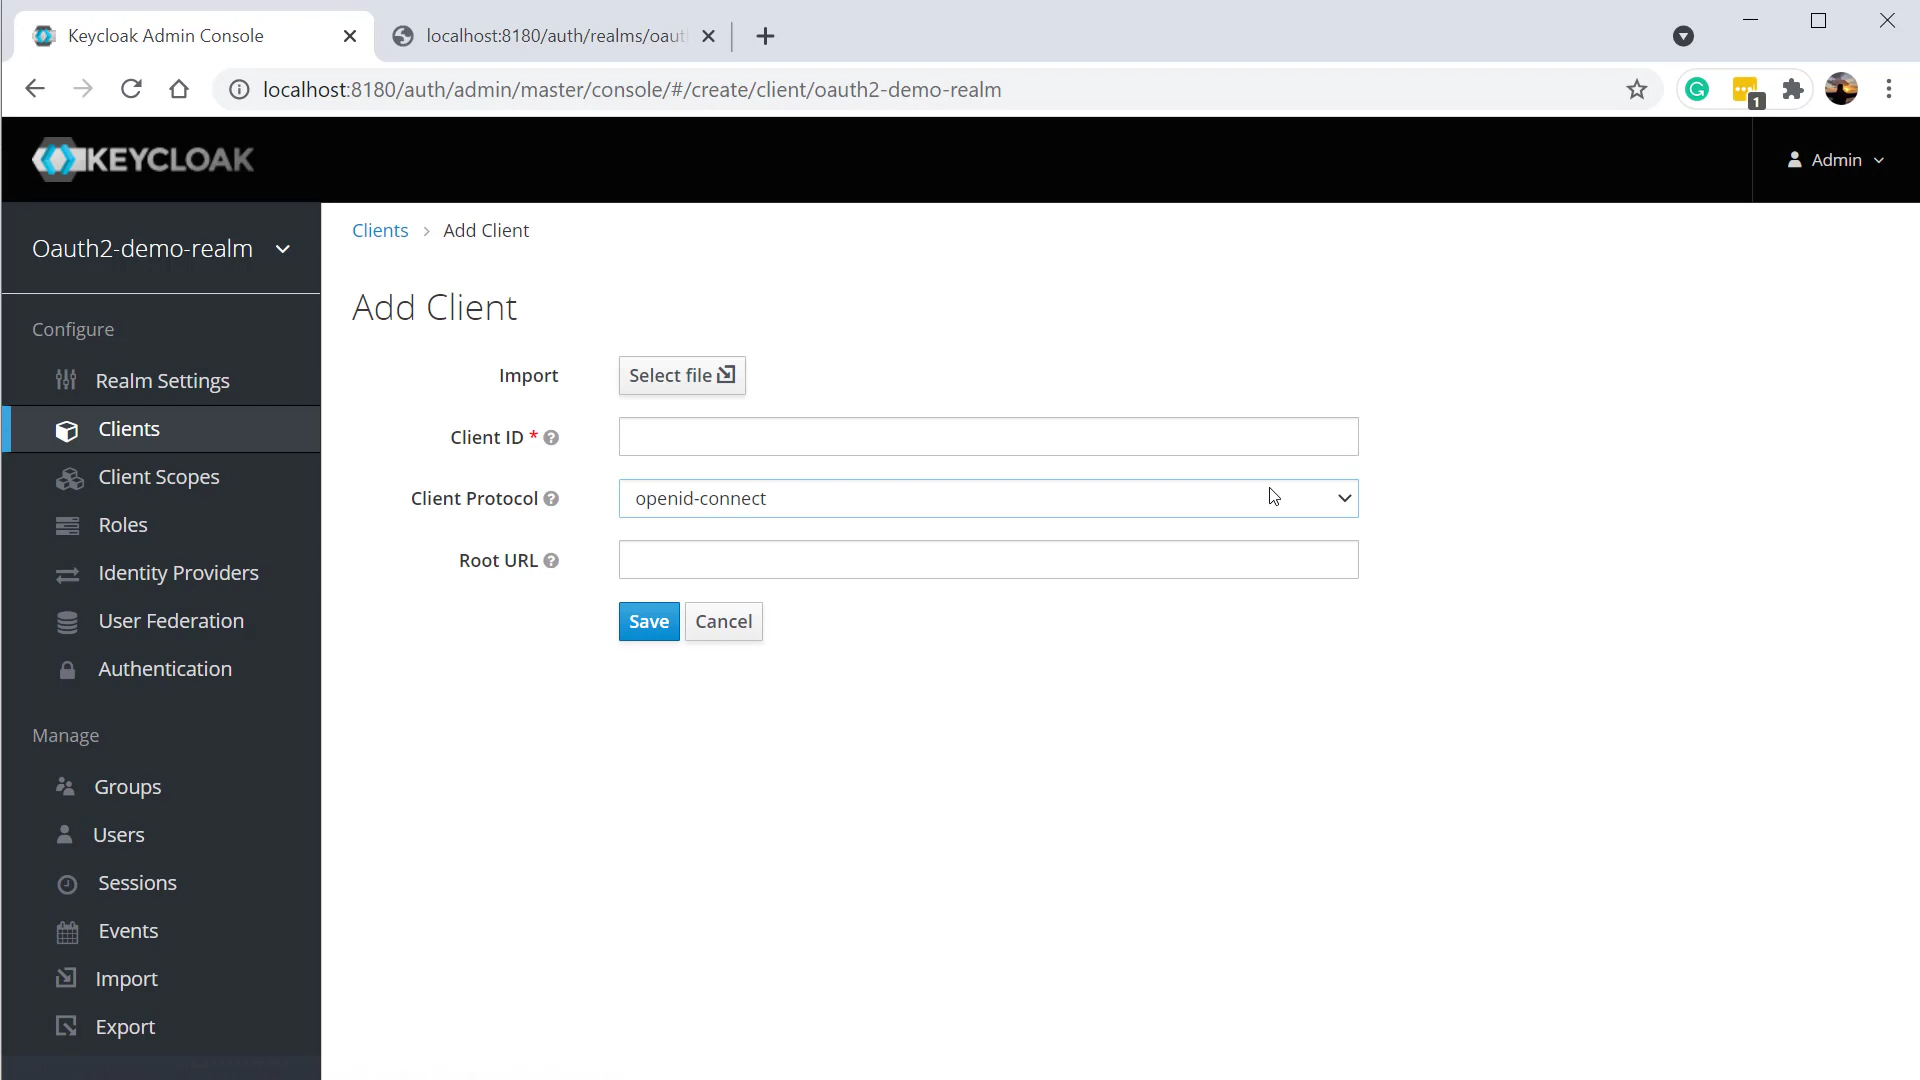 Keycloak Admin Console
localhost:8180/auth/realms/oaut
localhost:8180/auth/admin/master/console/#/create/client/oauth2-demo-realm
1
KEYCLOAK
Admin
Oauth2-demo-realm
Configure
Realm Settings
Clients
Client Scopes
Roles
Identity Providers
User Federation
Authentication
Manage
Groups
Users
Sessions
Events
Import
Export
Clients > Add Client
Add Client
Import Select file
Client ID *
Client Protocol openid-connect
Root URL
Save Cancel